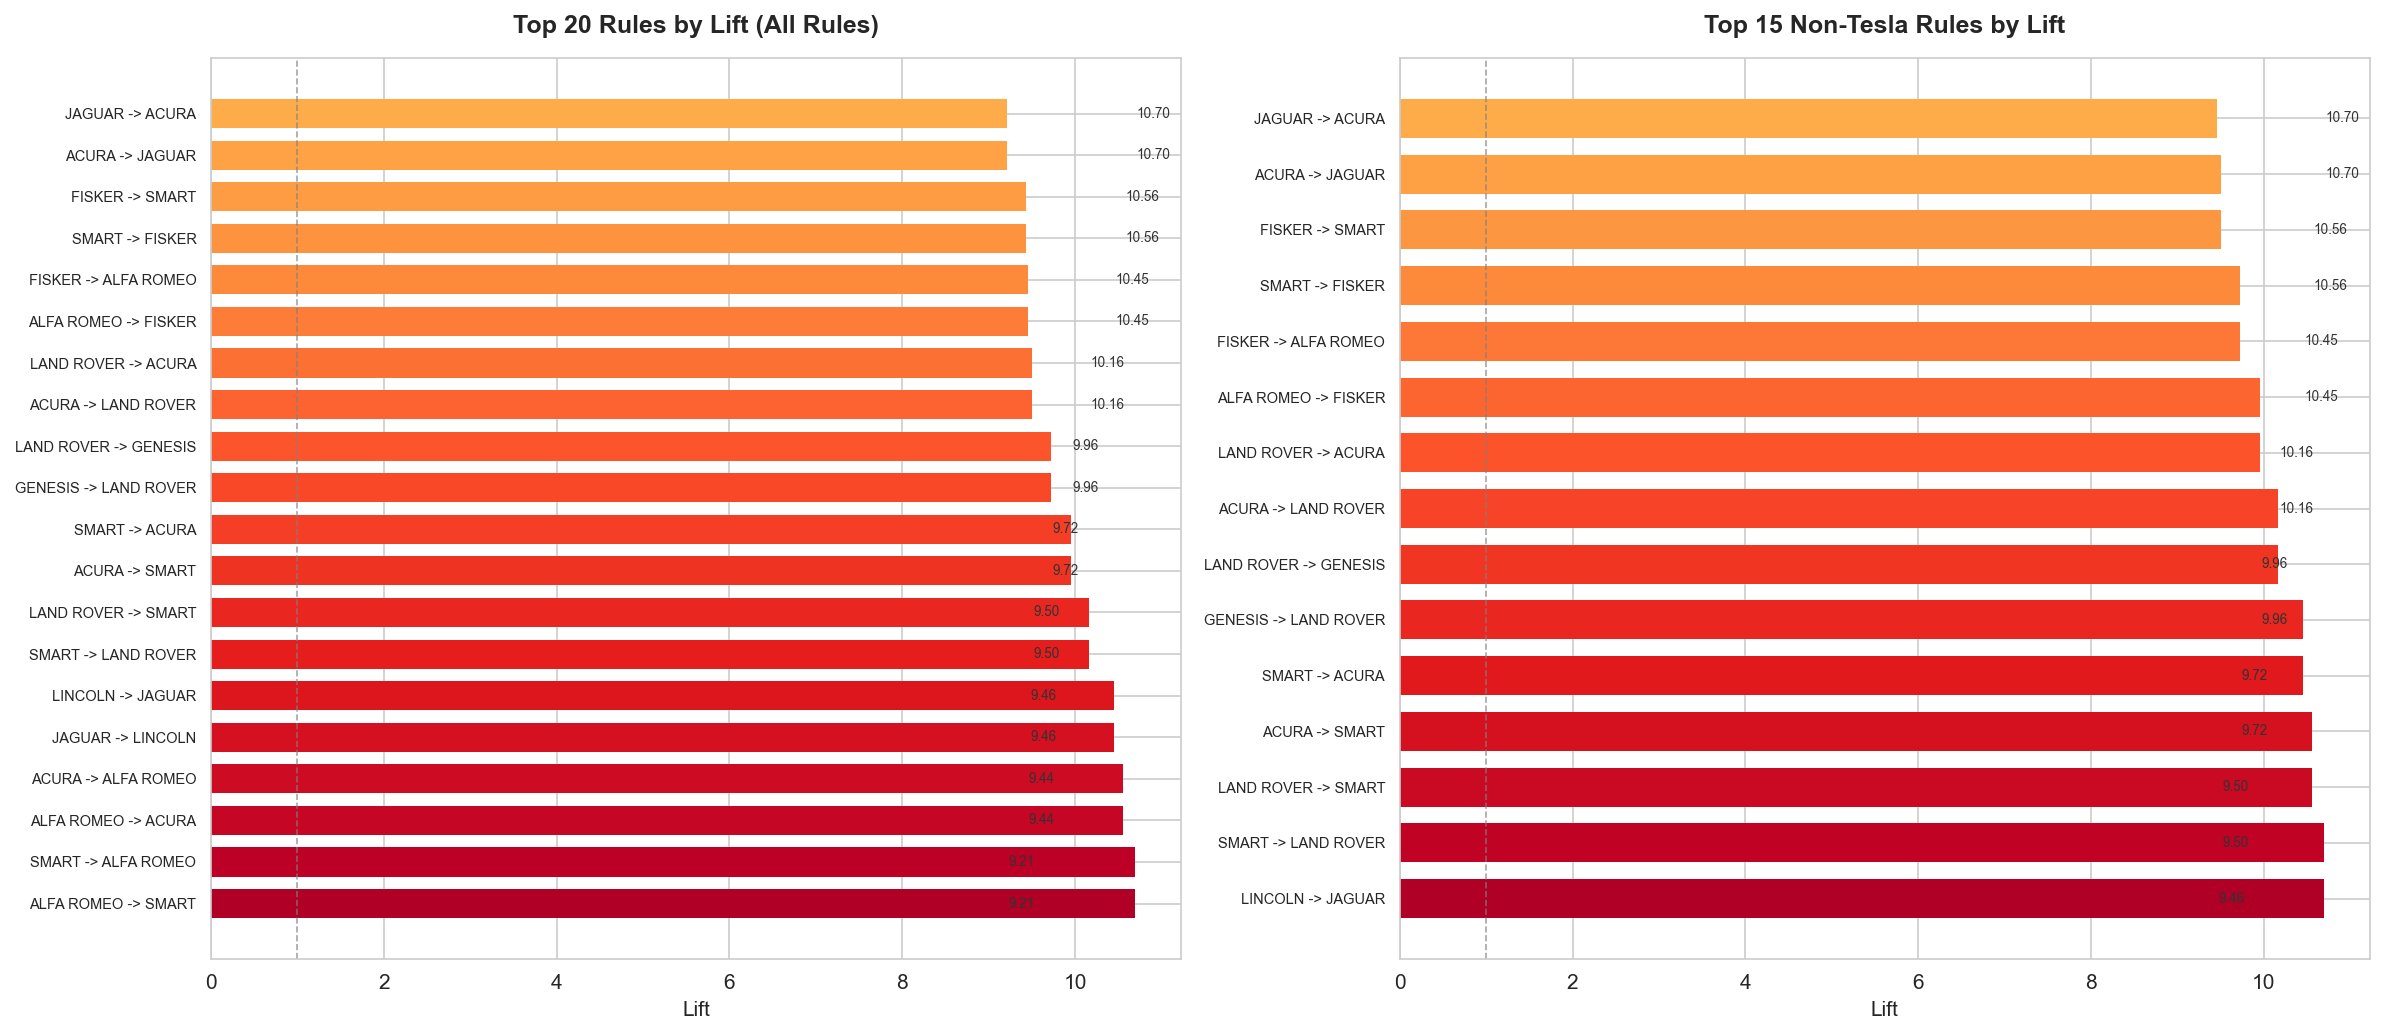 Top 20 Rules by Lift (All Rules)
JAGUAR -> ACURA 10.70
ACURA -> JAGUAR 10.70
FISKER -> SMART 10.56
SMART -> FISKER 10.56
FISKER -> ALFA ROMEO 10.45
ALFA ROMEO -> FISKER 10.45
LAND ROVER -> ACURA 10.16
ACURA -> LAND ROVER 10.16
LAND ROVER -> GENESIS 9.96
GENESIS -> LAND ROVER 9.96
SMART -> ACURA 9.72
ACURA -> SMART 9.72
LAND ROVER -> SMART 9.50
SMART -> LAND ROVER 9.50
LINCOLN -> JAGUAR 9.46
JAGUAR -> LINCOLN 9.46
ACURA -> ALFA ROMEO 9.44
ALFA ROMEO -> ACURA 9.44
SMART -> ALFA ROMEO 9.21
ALFA ROMEO -> SMART 9.21
0 2 4 6 8 10
Lift
Top 15 Non-Tesla Rules by Lift
JAGUAR -> ACURA 10.70
ACURA -> JAGUAR 10.70
FISKER -> SMART 10.56
SMART -> FISKER 10.56
FISKER -> ALFA ROMEO 10.45
ALFA ROMEO -> FISKER 10.45
LAND ROVER -> ACURA 10.16
ACURA -> LAND ROVER 10.16
LAND ROVER -> GENESIS 9.96
GENESIS -> LAND ROVER 9.96
SMART -> ACURA 9.72
ACURA -> SMART 9.72
LAND ROVER -> SMART 9.50
SMART -> LAND ROVER 9.50
LINCOLN -> JAGUAR 9.46
0 2 4 6 8 10
Lift